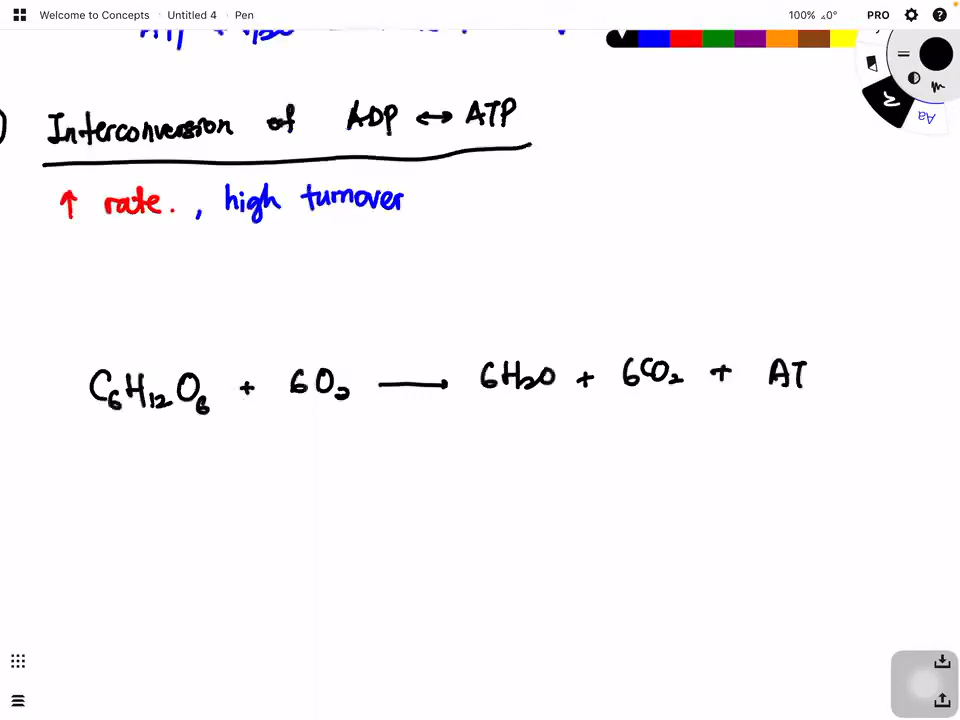 Welcome to Concepts › Untitled 4 › Pen 100% ⊿0° PRO
Aa
Interconversion of ADP ↔ ATP
↑ rate. , high turnover
C₆H₁₂O₆ + 6O₂ → 6H₂O + 6CO₂ + AT